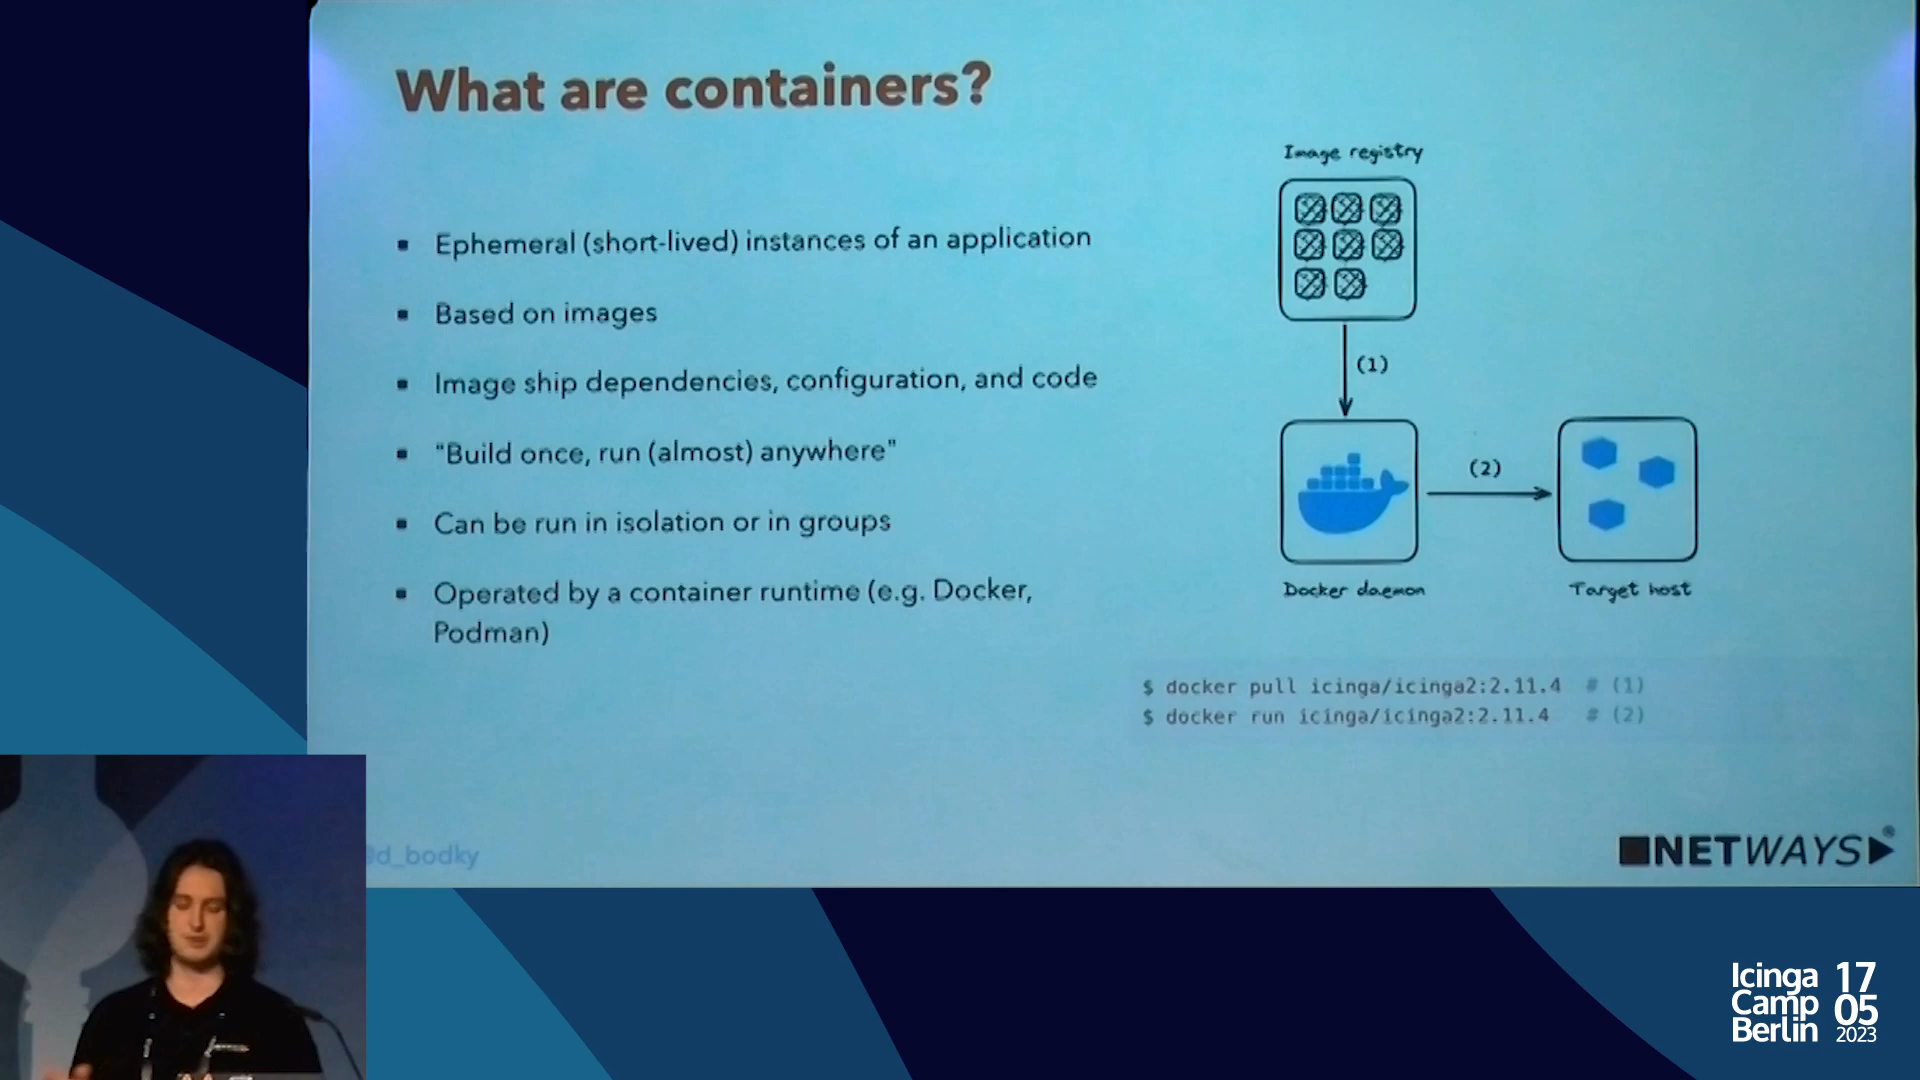 What are containers?
Ephemeral (short-lived) instances of an application
Based on images
Image ship dependencies, configuration, and code
"Build once, run (almost) anywhere"
Can be run in isolation or in groups
Operated by a container runtime (e.g. Docker,
Podman)
Image registry
(1)
(2)
Docker daemon
Target host
$ docker pull icinga/icinga2:2.11.4 # (1)
$ docker run icinga/icinga2:2.11.4 # (2)
@d_bodky
NETWAYS®
Icinga
Camp
Berlin
17
05
2023